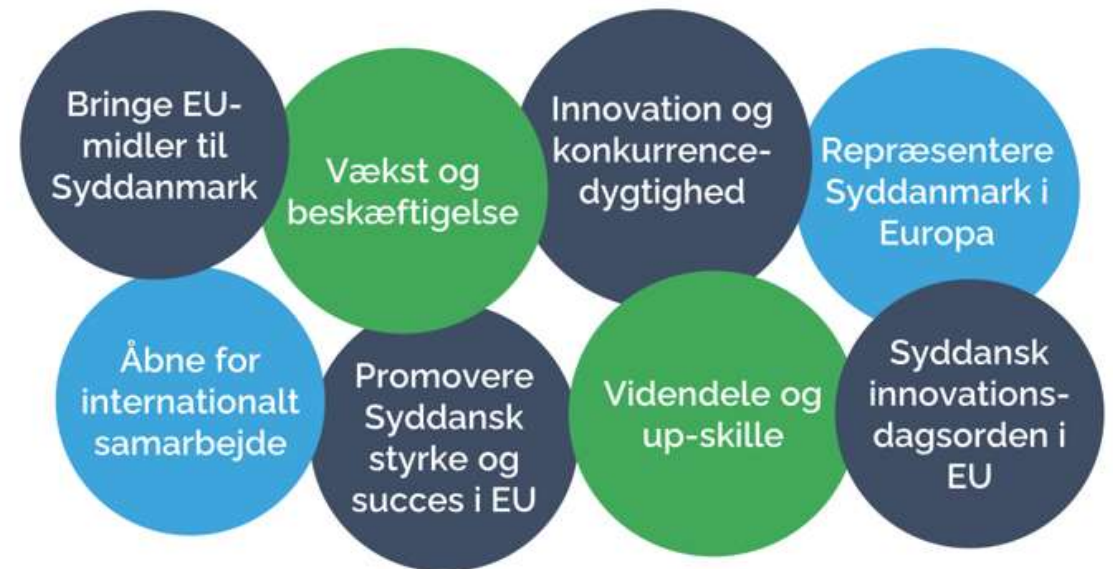 Bringe EU-
midler til
Syddanmark
Vækst og
beskæftigelse
Innovation og
konkurrence-
dygtighed
Repræsentere
Syddanmark i
Europa
Åbne for
internationalt
samarbejde
Promovere
Syddansk
styrke og
succes i EU
Videndele og
up-skille
Syddansk
innovations-
dagsorden i
EU